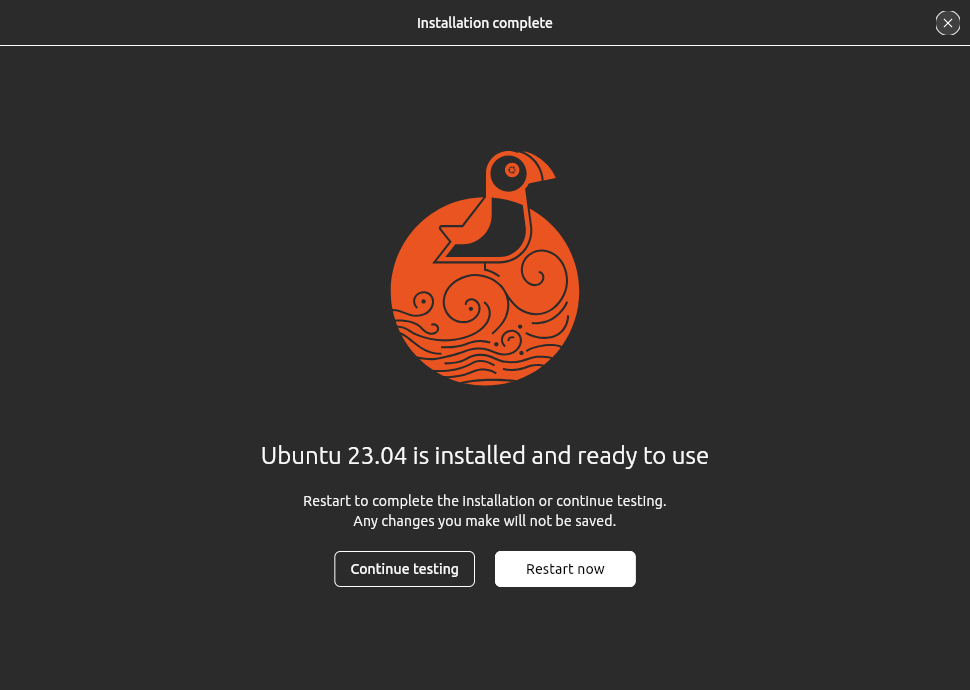 Installation complete
Ubuntu 23.04 is installed and ready to use
Restart to complete the installation or continue testing.
Any changes you make will not be saved.
Continue testing
Restart now